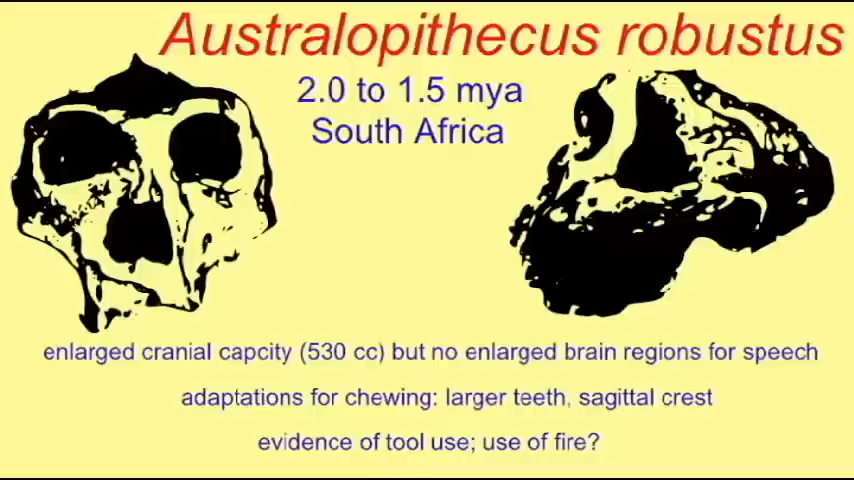 Australopithecus robustus
2.0 to 1.5 mya
South Africa
enlarged cranial capcity (530 cc) but no enlarged brain regions for speech
adaptations for chewing: larger teeth, sagittal crest
evidence of tool use; use of fire?